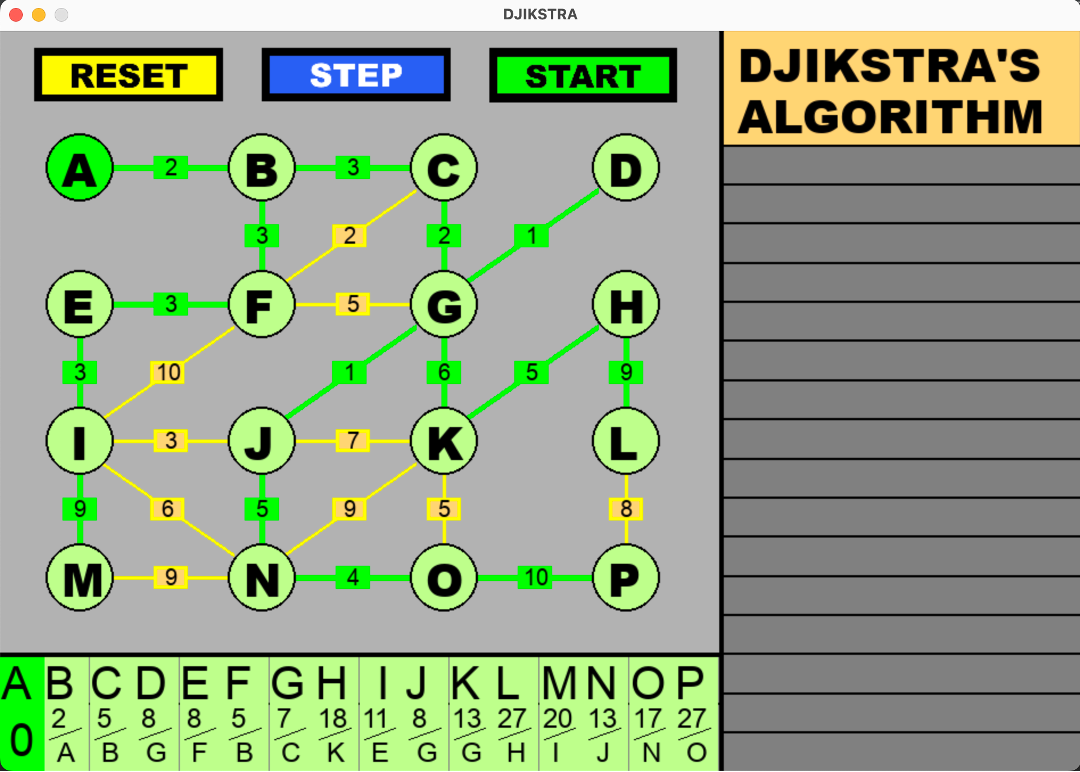 DJIKSTRA
RESET STEP START
DJIKSTRA'S
ALGORITHM
A 2 B 3 C D
3 2 2 1
E 3 F 5 G H
3 10 1 6 5 9
I 3 J 7 K L
9 6 5 9 5 8
M 9 N 4 O 10 P
A B C D E F G H I J K L M N O P
0 2/A 5/B 8/G 8/F 5/B 7/C 18/K 11/E 8/G 13/G 27/H 20/I 13/J 17/N 27/O